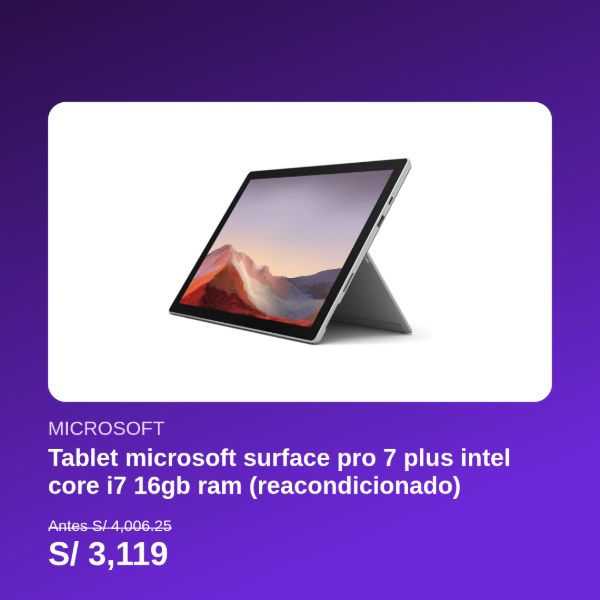 MICROSOFT
Tablet microsoft surface pro 7 plus intel
core i7 16gb ram (reacondicionado)
Antes S/ 4,006.25
S/ 3,119